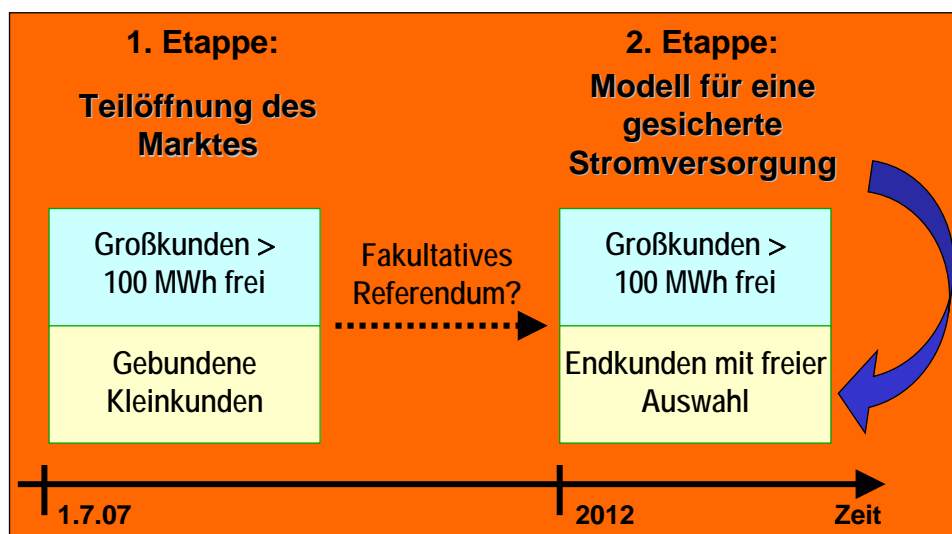 1. Etappe:
Teilöffnung des
Marktes
Großkunden >
100 MWh frei
Gebundene
Kleinkunden
Fakultatives
Referendum?
2. Etappe:
Modell für eine
gesicherte
Stromversorgung
Großkunden >
100 MWh frei
Endkunden mit freier
Auswahl
1.7.07
2012
Zeit